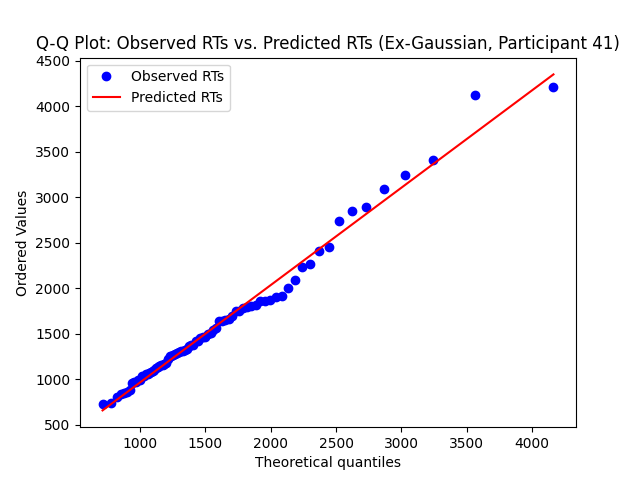 Q-Q Plot: Observed RTs vs. Predicted RTs (Ex-Gaussian, Participant 41)
Observed RTs
Predicted RTs
4500
4000
3500
3000
2500
2000
1500
1000
500
Ordered Values
1000 1500 2000 2500 3000 3500 4000
Theoretical quantiles